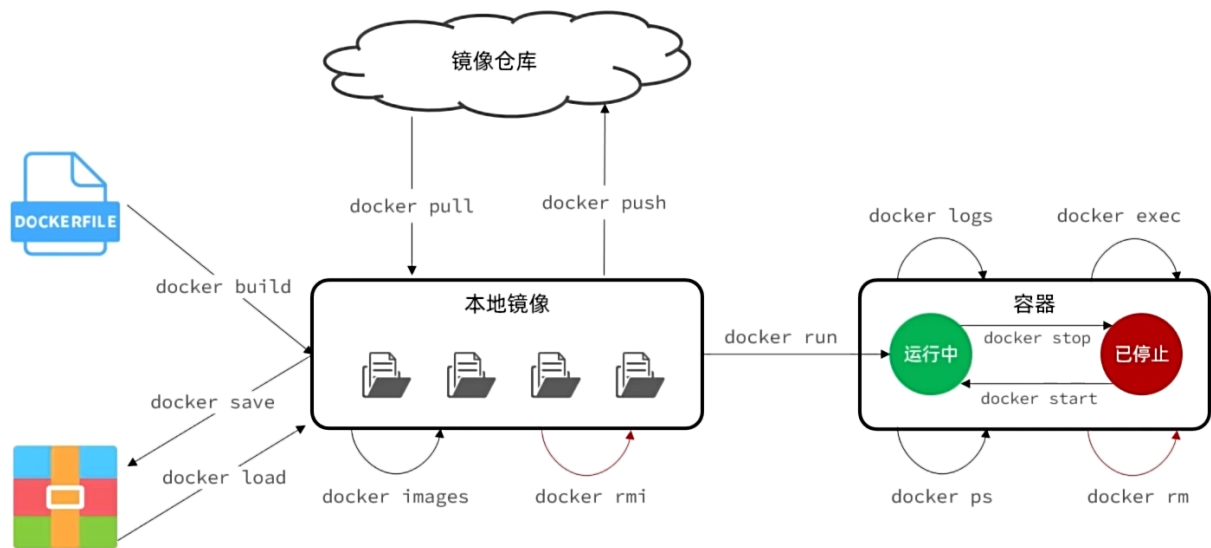 镜像仓库
DOCKERFILE
docker pull
docker push
docker logs
docker exec
docker build
本地镜像
容器
docker run
运行中
docker stop
已停止
docker start
docker save
docker load
docker images
docker rmi
docker ps
docker rm